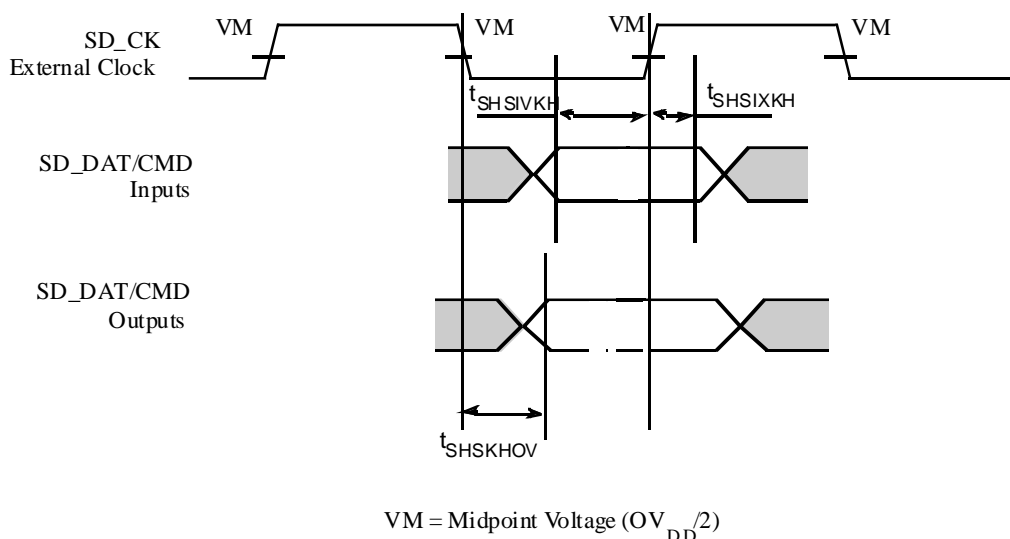 VM VM VM VM
SD_CK
External Clock
tSHSIVKH tSHSIXKH
SD_DAT/CMD
Inputs
SD_DAT/CMD
Outputs
tSHSKHOV
VM = Midpoint Voltage (OVDD/2)